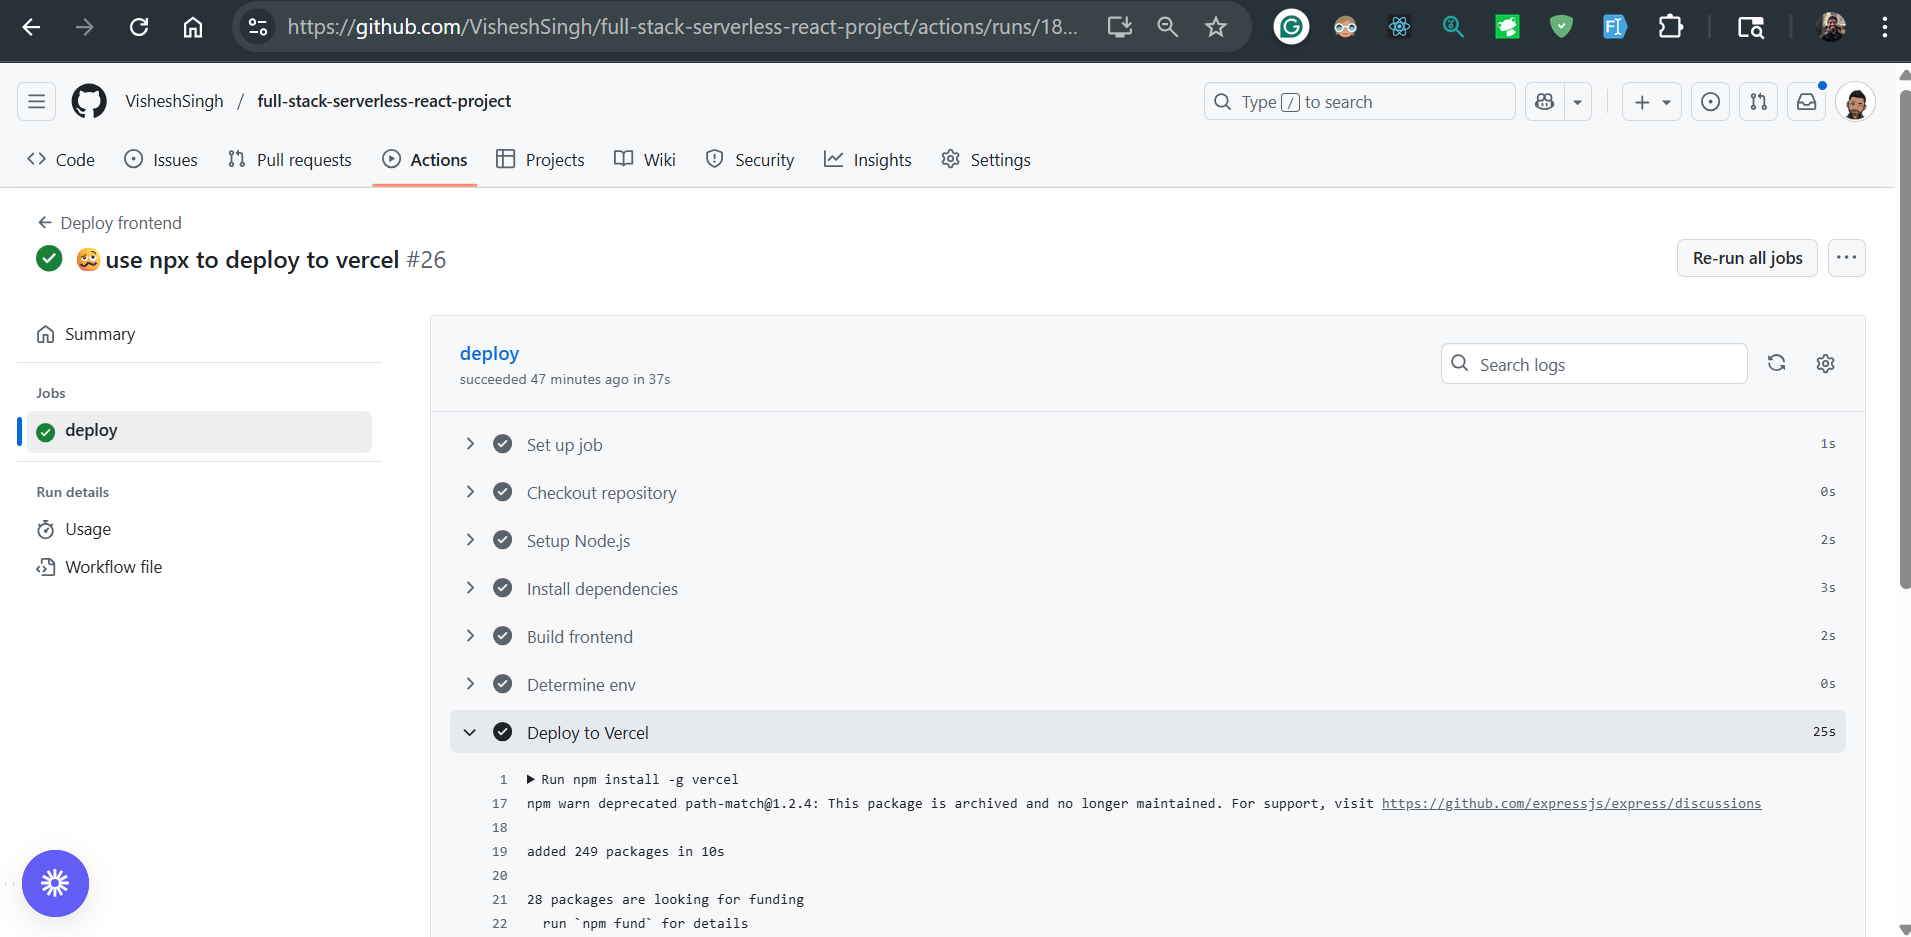 https://github.com/VisheshSingh/full-stack-serverless-react-project/actions/runs/18...
VisheshSingh / full-stack-serverless-react-project
Type / to search
Code
Issues
Pull requests
Actions
Projects
Wiki
Security
Insights
Settings
Deploy frontend
use npx to deploy to vercel #26
Re-run all jobs
Summary
Jobs
deploy
Run details
Usage
Workflow file
deploy
succeeded 47 minutes ago in 37s
Search logs
Set up job 1s
Checkout repository 0s
Setup Node.js 2s
Install dependencies 3s
Build frontend 2s
Determine env 0s
Deploy to Vercel 25s
1 Run npm install -g vercel
17 npm warn deprecated path-match@1.2.4: This package is archived and no longer maintained. For support, visit https://github.com/expressjs/express/discussions
18
19 added 249 packages in 10s
20
21 28 packages are looking for funding
22 run `npm fund` for details